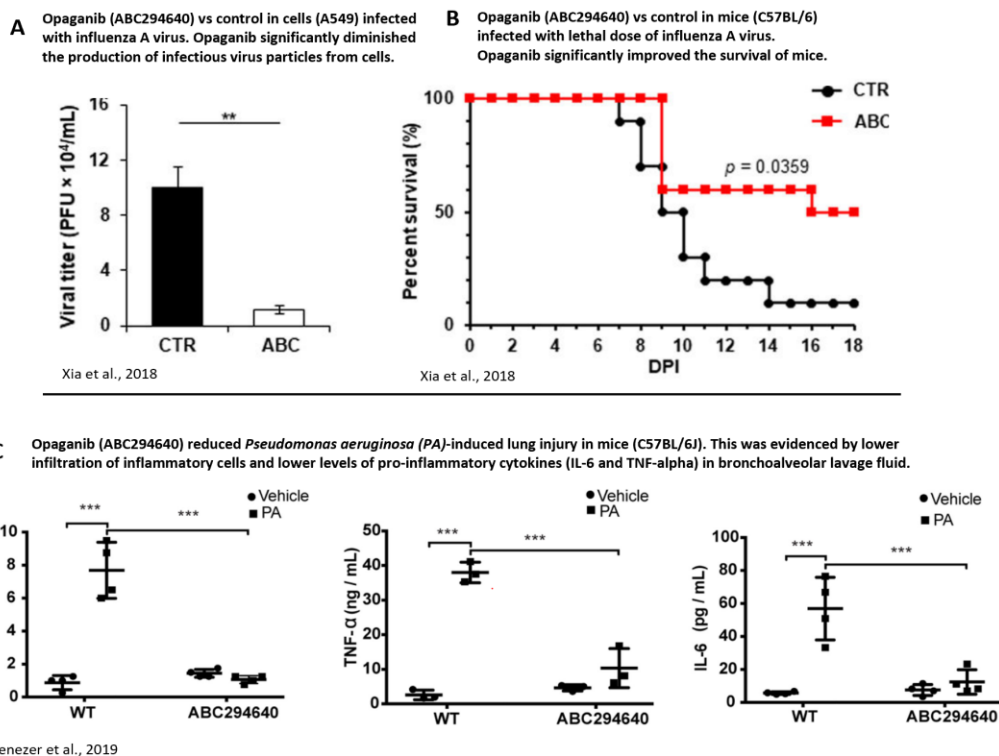 A
Opaganib (ABC294640) vs control in cells (A549) infected
with influenza A virus. Opaganib significantly diminished
the production of infectious virus particles from cells.
Viral titer (PFU × 10⁴/mL)
16
12
8
4
0
**
CTR
ABC
Xia et al., 2018
B
Opaganib (ABC294640) vs control in mice (C57BL/6)
infected with lethal dose of influenza A virus.
Opaganib significantly improved the survival of mice.
Percent survival (%)
100
50
0
CTR
ABC
p = 0.0359
0 2 4 6 8 10 12 14 16 18
DPI
Xia et al., 2018
Opaganib (ABC294640) reduced Pseudomonas aeruginosa (PA)-induced lung injury in mice (C57BL/6J). This was evidenced by lower
infiltration of inflammatory cells and lower levels of pro-inflammatory cytokines (IL-6 and TNF-alpha) in bronchoalveolar lavage fluid.
Vehicle
PA
***
***
10
8
6
4
2
0
WT
ABC294640
Vehicle
PA
***
***
TNF-α (ng / mL)
50
40
30
20
10
0
WT
ABC294640
Vehicle
PA
***
***
IL-6 (pg / mL)
100
80
60
40
20
0
WT
ABC294640
enezer et al., 2019